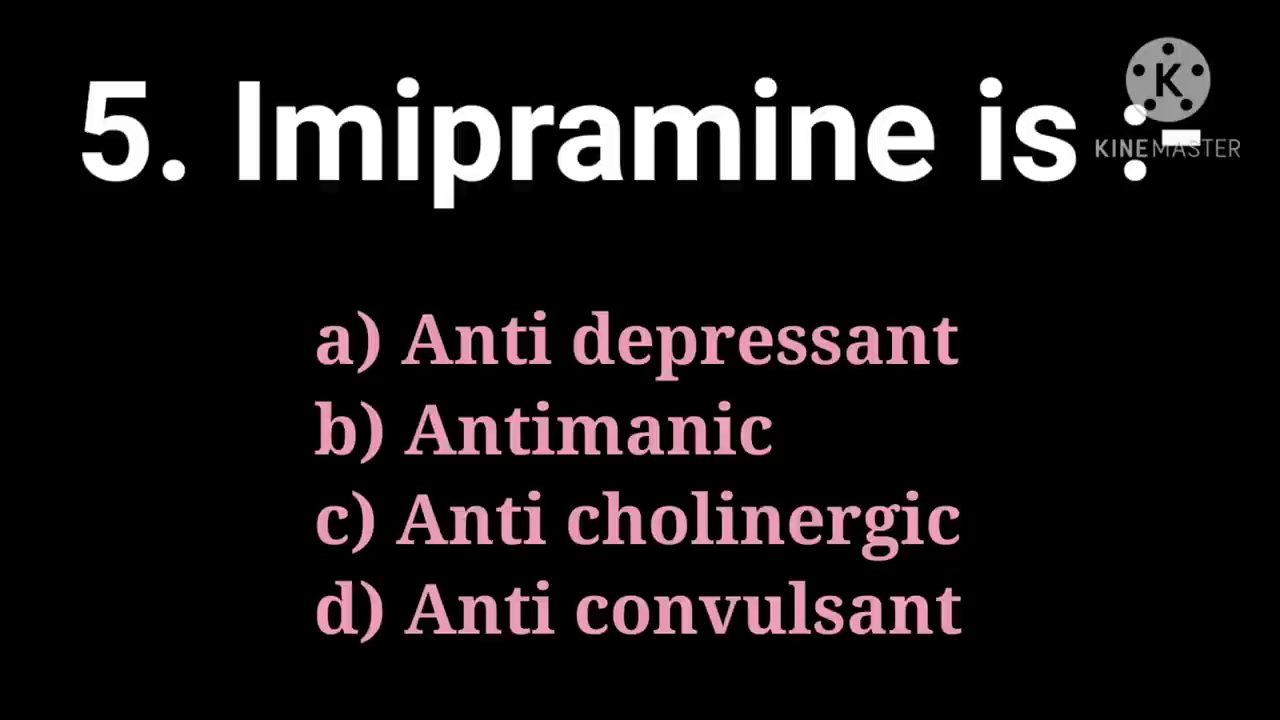 5. Imipramine is :-
K
KINEMASTER
a) Anti depressant
b) Antimanic
c) Anti cholinergic
d) Anti convulsant